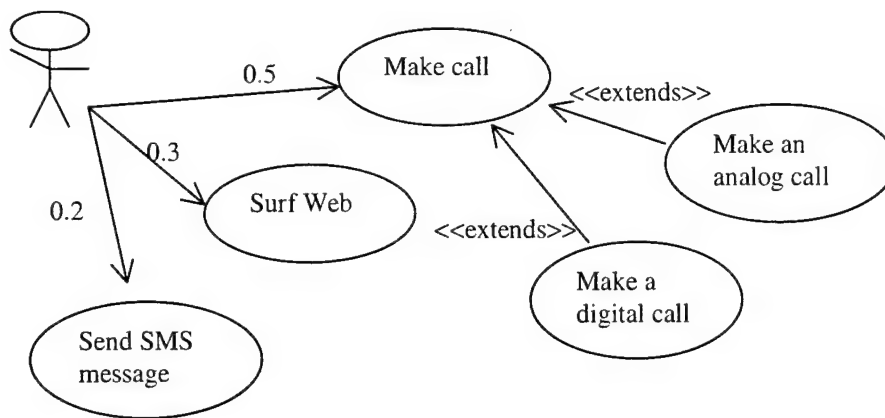 0.5
Make call
<<extends>>
0.3
Make an
analog call
0.2
Surf Web
<<extends>>
Make a
digital call
Send SMS
message